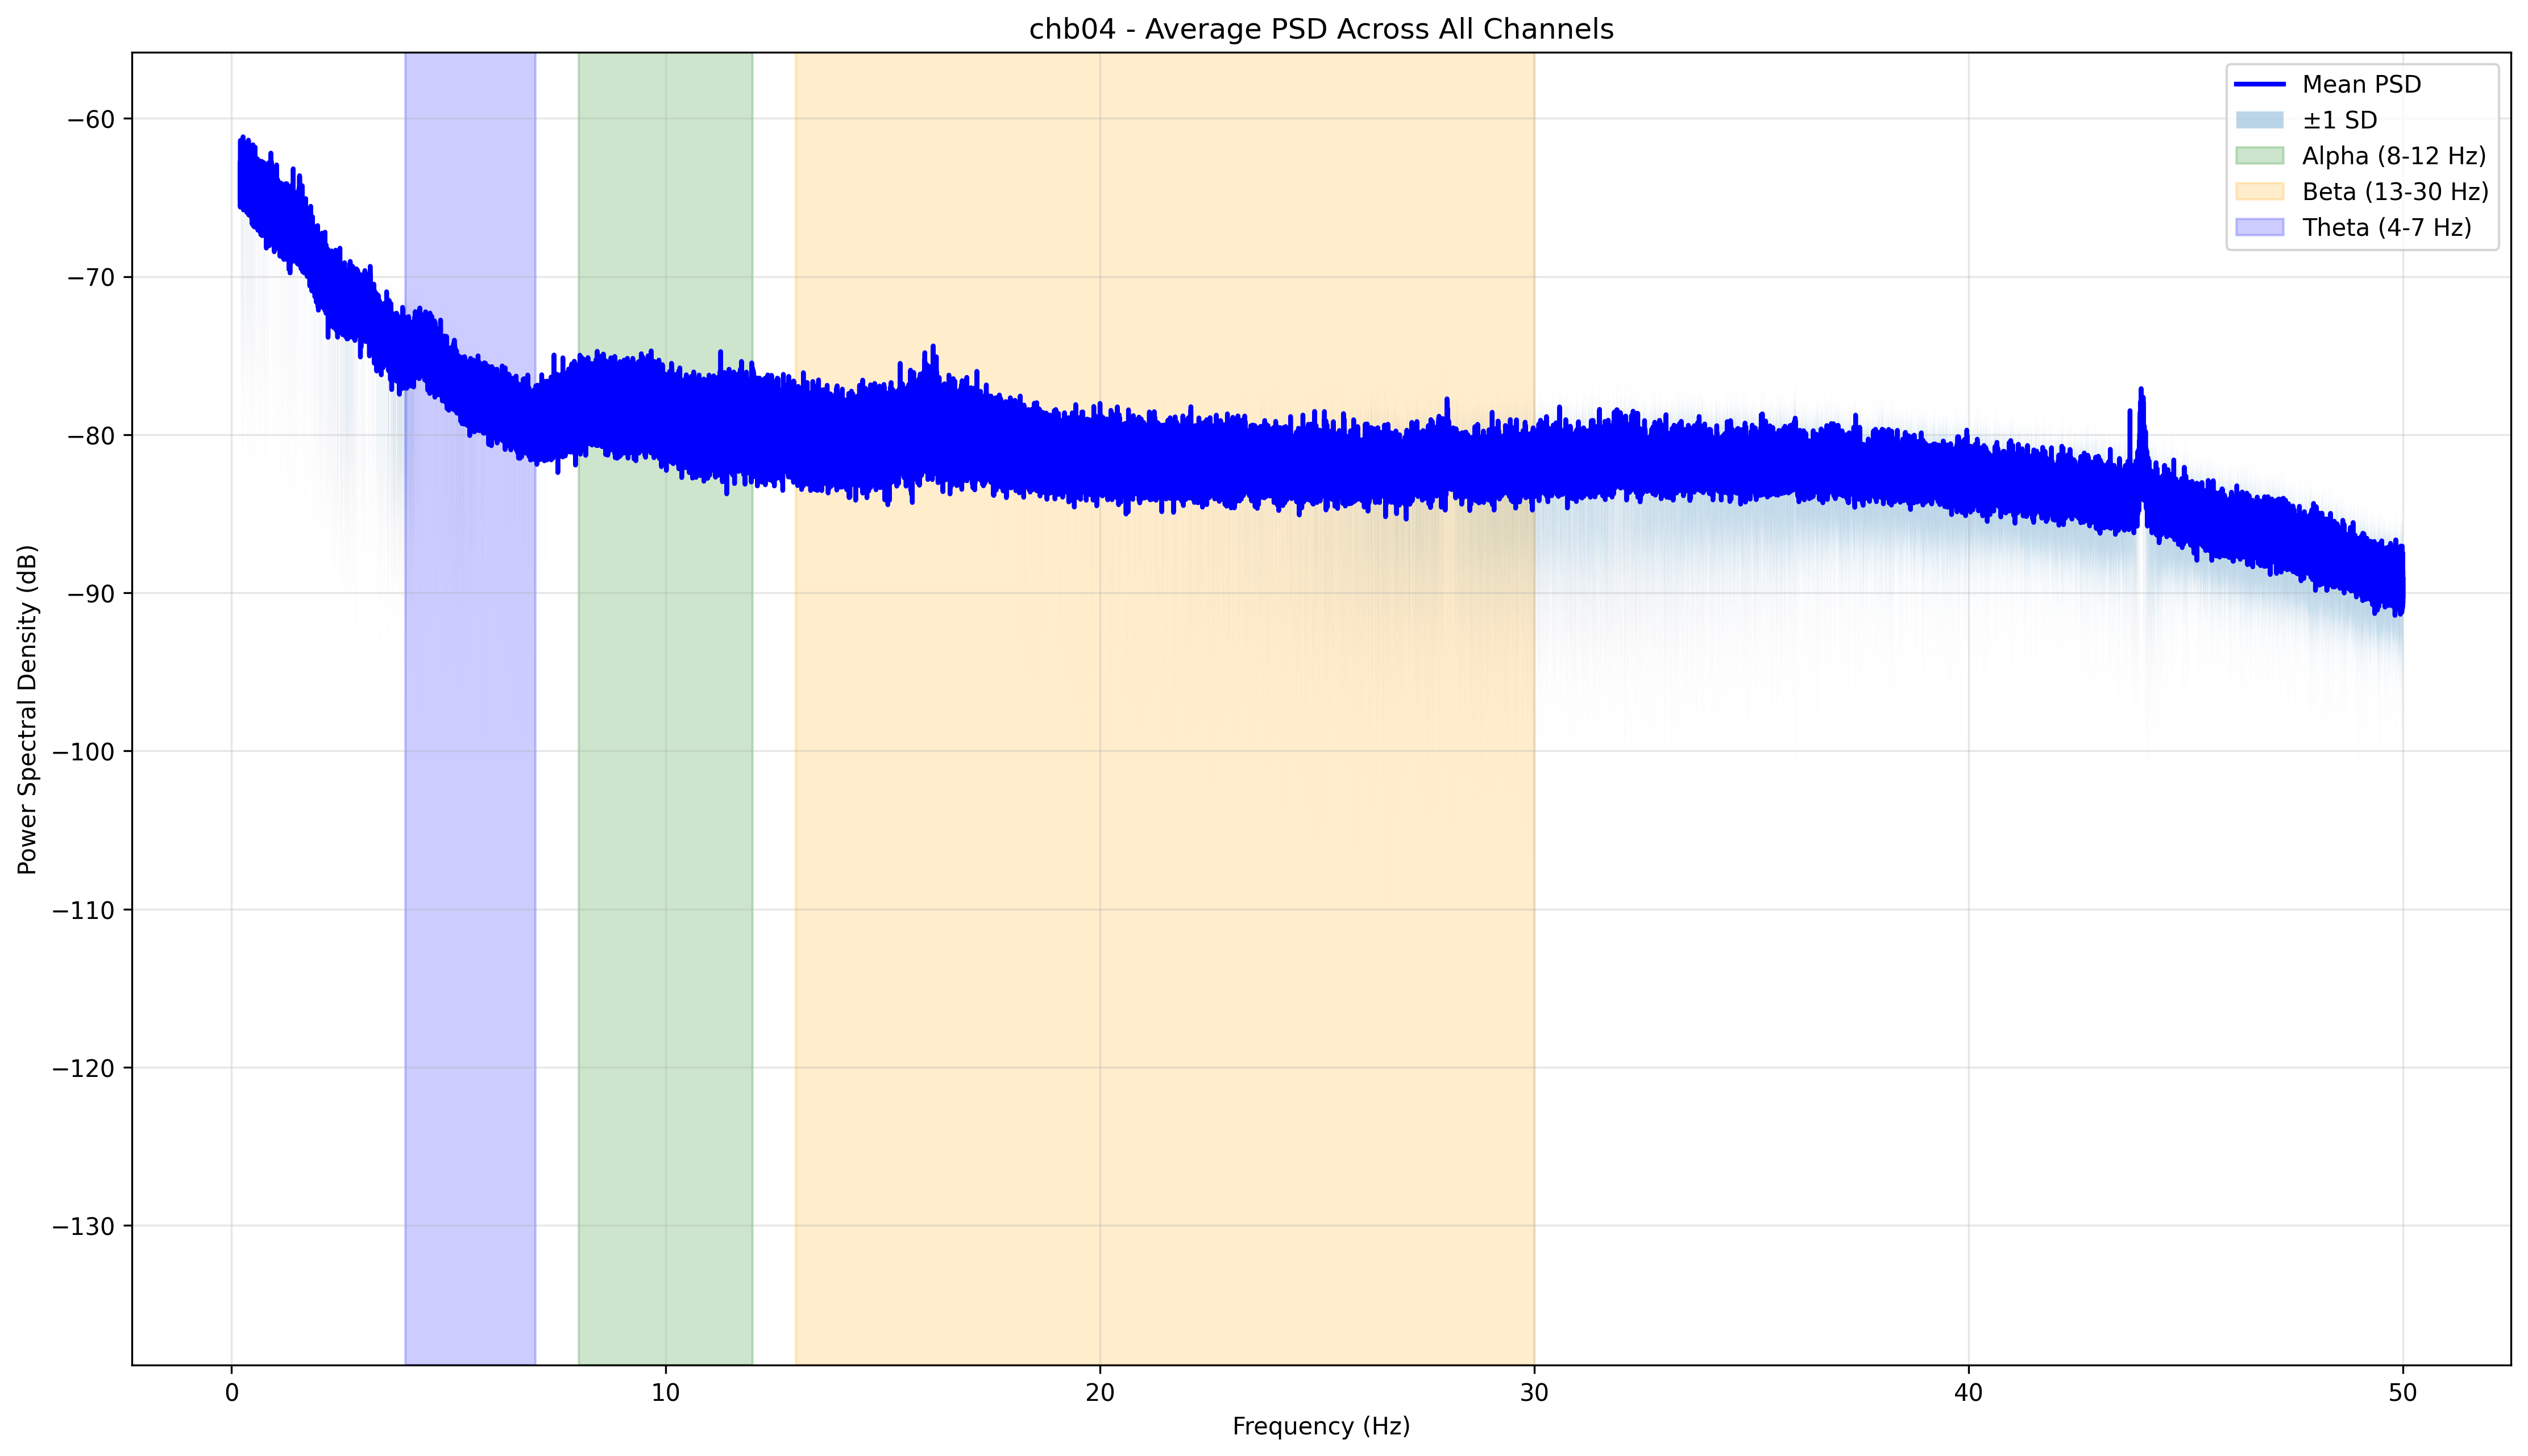 chb04 - Average PSD Across All Channels
Mean PSD
±1 SD
Alpha (8-12 Hz)
Beta (13-30 Hz)
Theta (4-7 Hz)
Power Spectral Density (dB)
−60
−70
−80
−90
−100
−110
−120
−130
0 10 20 30 40 50
Frequency (Hz)